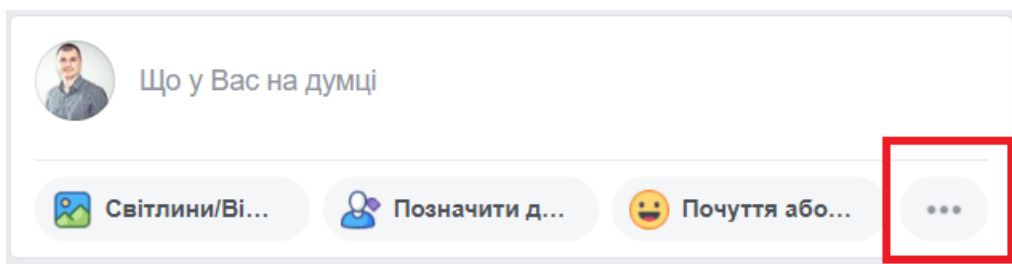 Що у Вас на думці
Світлини/Ві...
Позначити д...
Почуття або...